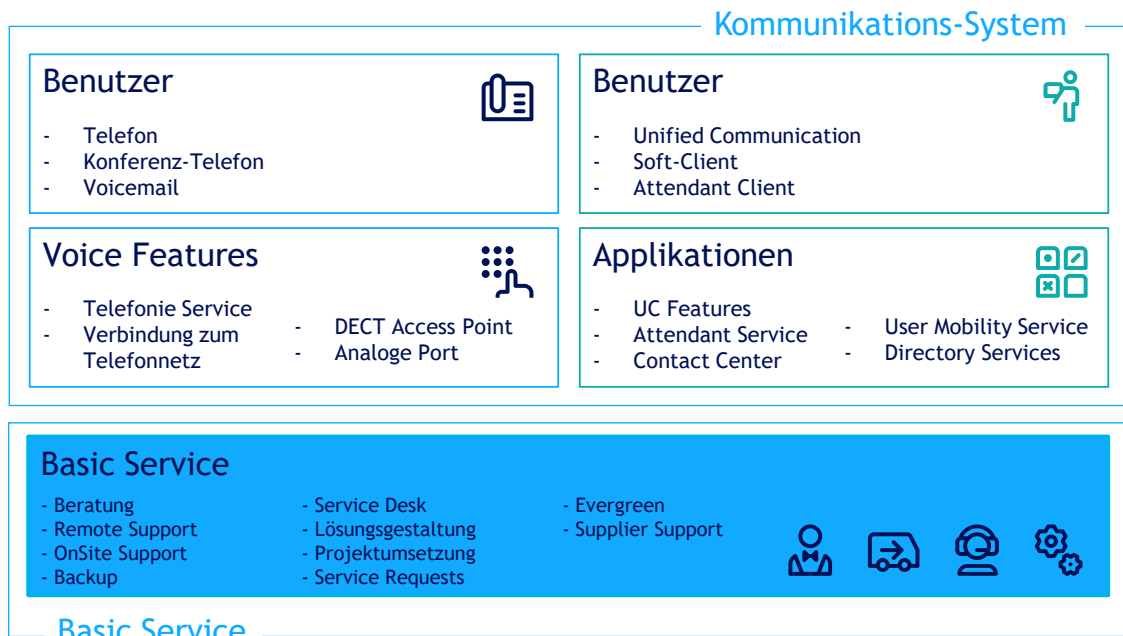 Kommunikations-System
Benutzer
- Telefon
- Konferenz-Telefon
- Voicemail
Benutzer
- Unified Communication
- Soft-Client
- Attendant Client
Voice Features
- Telefonie Service
- Verbindung zum
Telefonnetz
- DECT Access Point
- Analoge Port
Applikationen
- UC Features
- Attendant Service
- Contact Center
- User Mobility Service
- Directory Services
Basic Service
- Beratung
- Remote Support
- OnSite Support
- Backup
- Service Desk
- Lösungsgestaltung
- Projektumsetzung
- Service Requests
- Evergreen
- Supplier Support
Basic Service